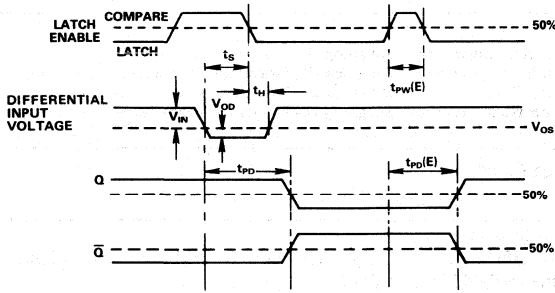 LATCH ENABLE
COMPARE
LATCH
50%
tS
tH
tPW(E)
DIFFERENTIAL INPUT VOLTAGE
VIN
VOD
VOS
tPD
tPD(E)
Q
50%
Q̅
50%